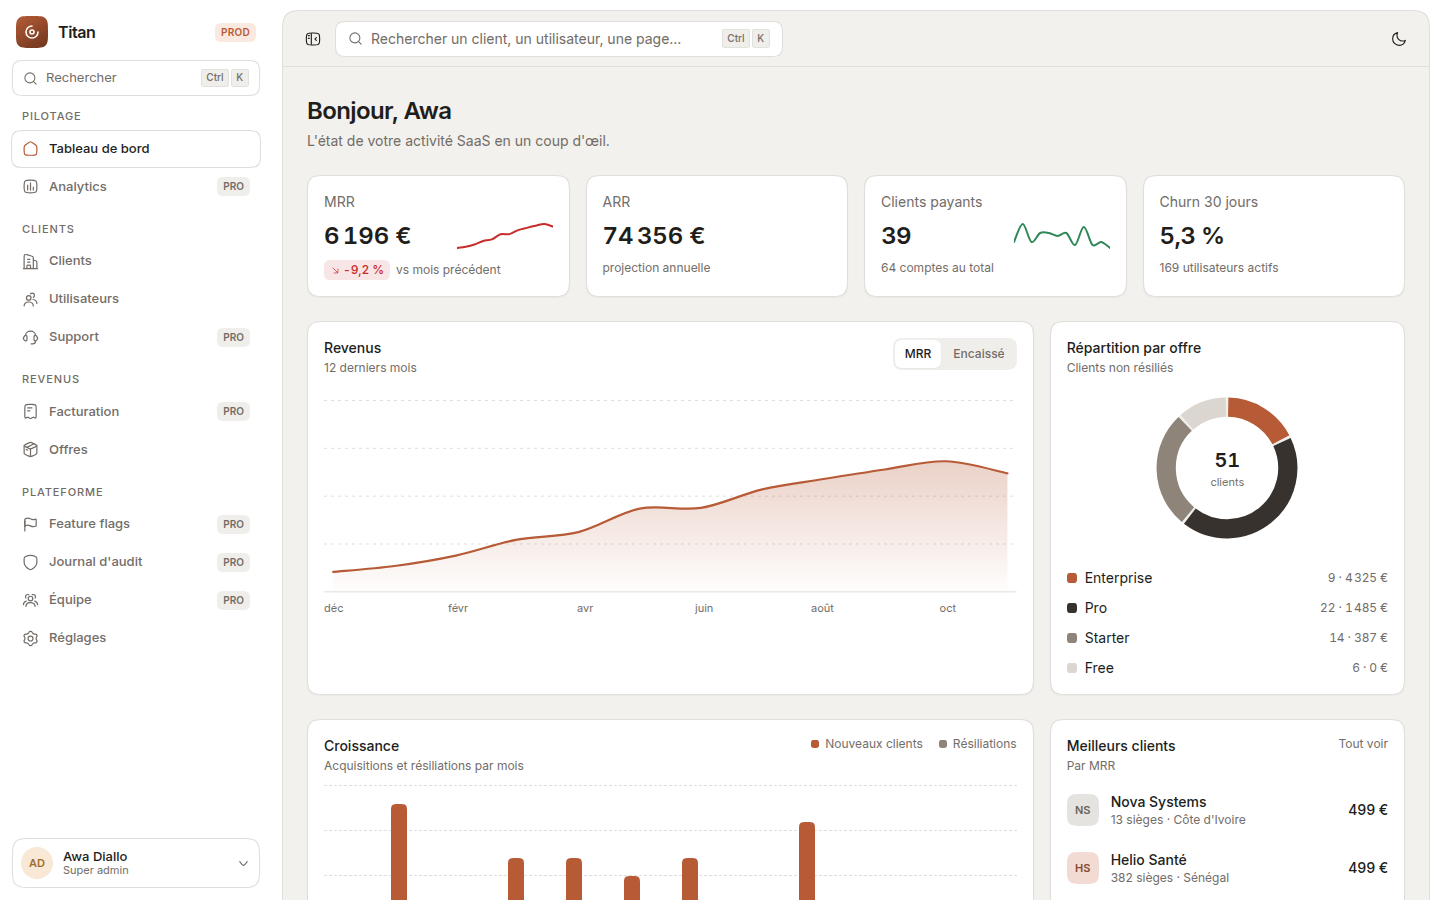 Titan
PROD
Rechercher
Ctrl K
PILOTAGE
Tableau de bord
Analytics
PRO
CLIENTS
Clients
Utilisateurs
Support
PRO
REVENUS
Facturation
PRO
Offres
PLATEFORME
Feature flags
PRO
Journal d'audit
PRO
Équipe
PRO
Réglages
AD
Awa Diallo
Super admin
Rechercher un client, un utilisateur, une page...
Ctrl K
Bonjour, Awa
L'état de votre activité SaaS en un coup d'œil.
MRR
6 196 €
-9,2 % vs mois précédent
ARR
74 356 €
projection annuelle
Clients payants
39
64 comptes au total
Churn 30 jours
5,3 %
169 utilisateurs actifs
Revenus
12 derniers mois
MRR Encaissé
déc févr avr juin août oct
Répartition par offre
Clients non résiliés
51
clients
Enterprise 9 · 4 325 €
Pro 22 · 1 485 €
Starter 14 · 387 €
Free 6 · 0 €
Croissance
Acquisitions et résiliations par mois
Nouveaux clients Résiliations
Meilleurs clients
Tout voir
Par MRR
NS
Nova Systems
13 sièges · Côte d'Ivoire
499 €
HS
Helio Santé
382 sièges · Sénégal
499 €